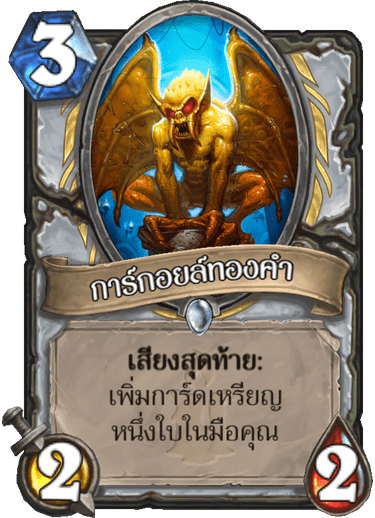 3
การ์กอยล์ทองคำ
เสียงสุดท้าย:
เพิ่มการ์ดเหรียญ
หนึ่งใบในมือคุณ
2
2